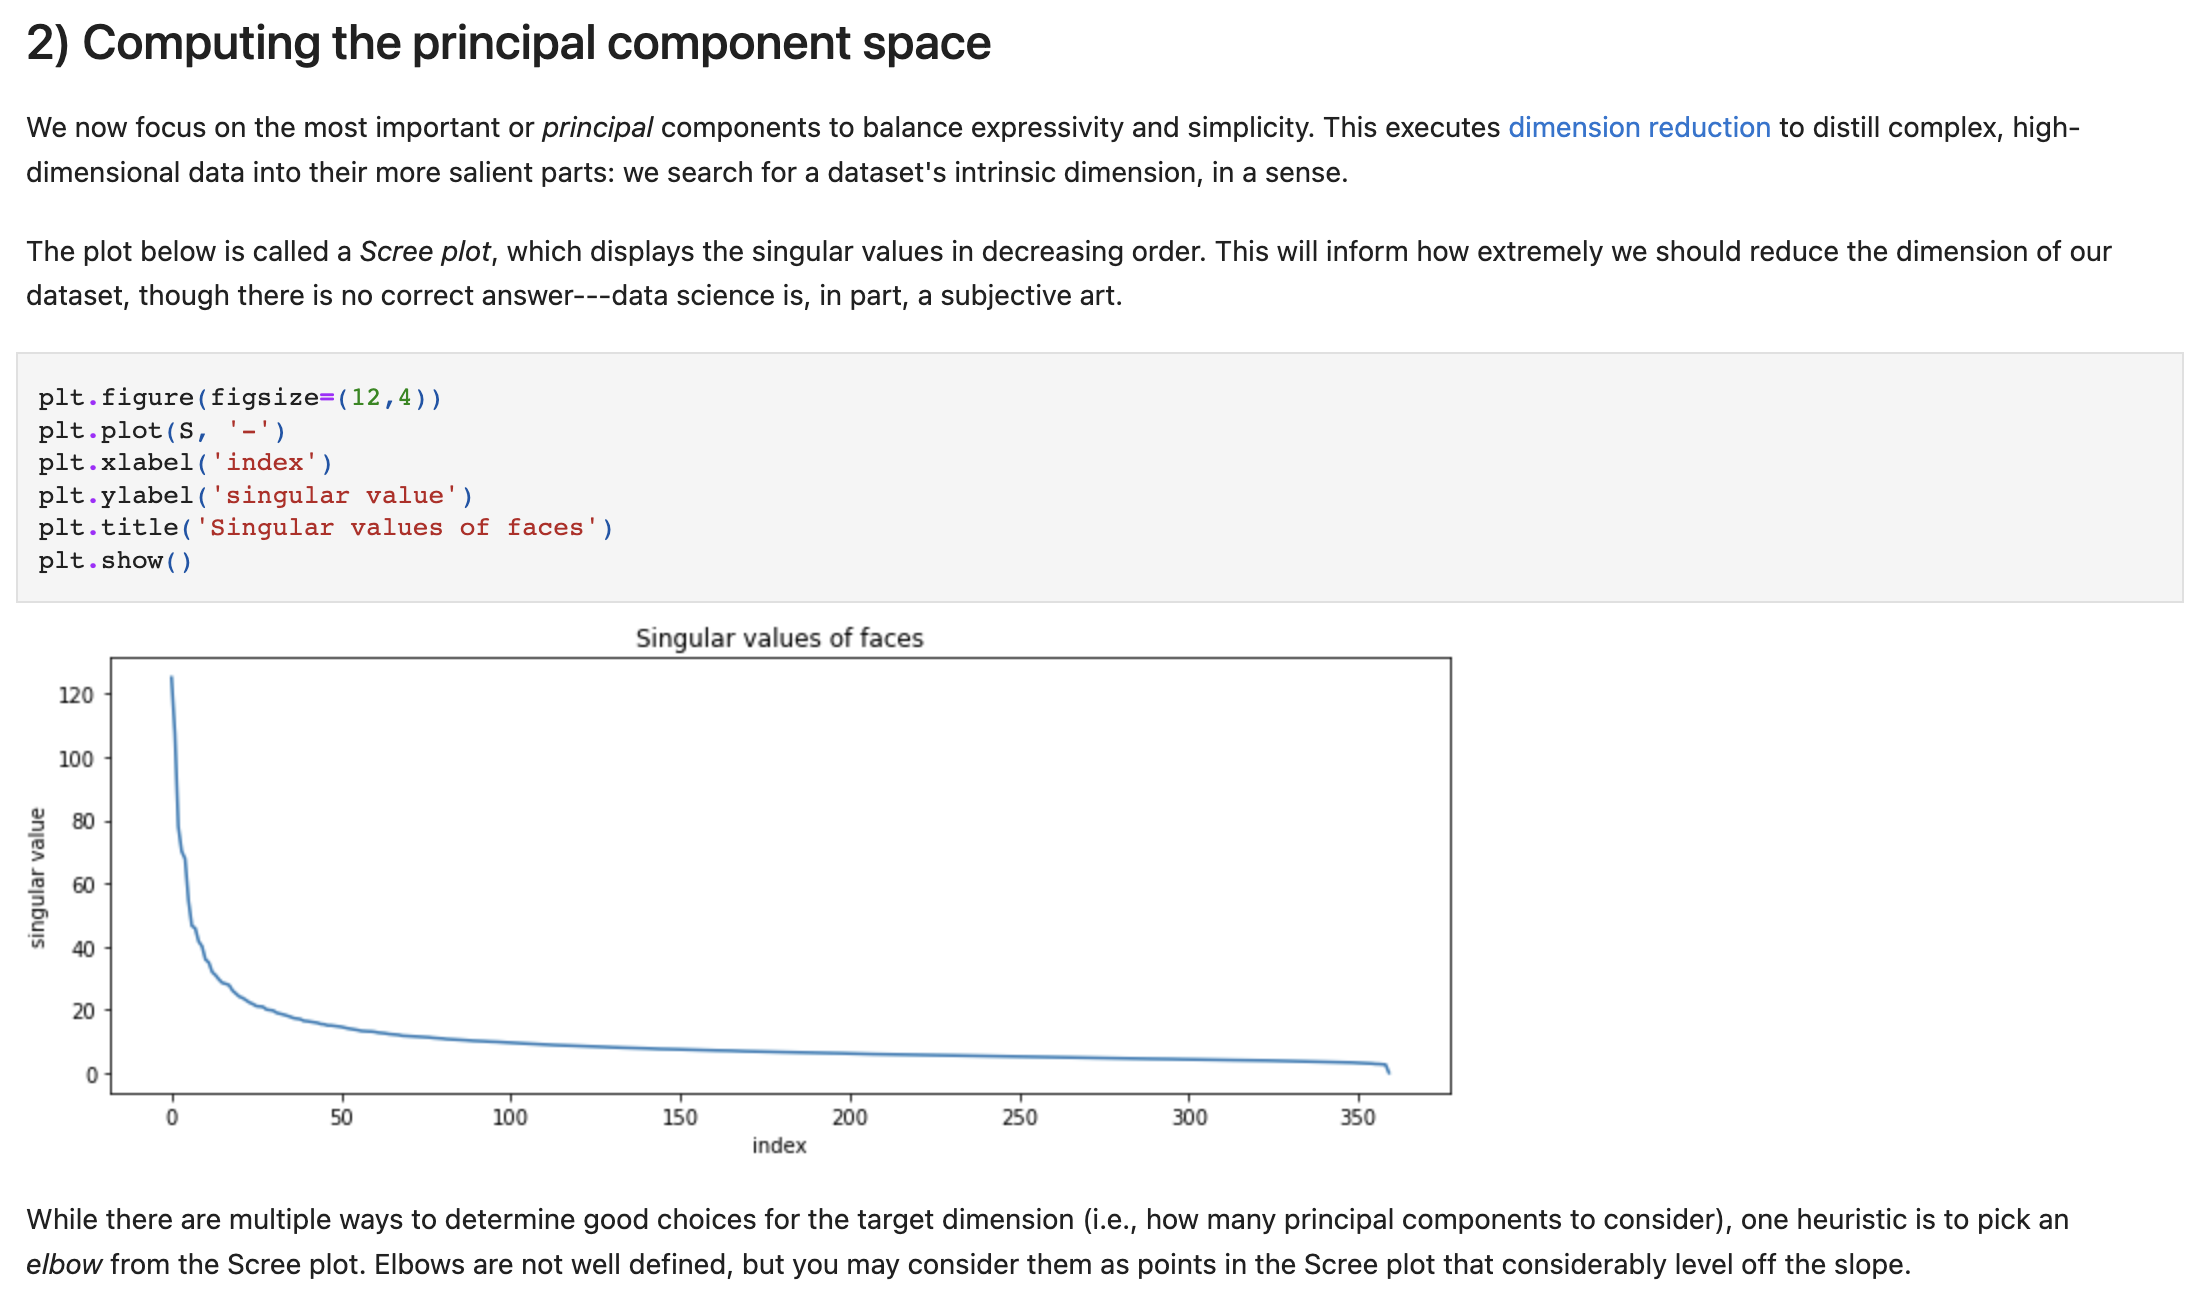 2) Computing the principal component space
We now focus on the most important or principal components to balance expressivity and simplicity. This executes dimension reduction to distill complex, high-
dimensional data into their more salient parts: we search for a dataset's intrinsic dimension, in a sense.
The plot below is called a Scree plot, which displays the singular values in decreasing order. This will inform how extremely we should reduce the dimension of our
dataset, though there is no correct answer---data science is, in part, a subjective art.
plt.figure(figsize=(12,4))
plt.plot(S, '-')
plt.xlabel('index')
plt.ylabel('singular value')
plt.title('Singular values of faces')
plt.show()
Singular values of faces
120
100
80
60
40
20
0
singular value
0 50 100 150 200 250 300 350
index
While there are multiple ways to determine good choices for the target dimension (i.e., how many principal components to consider), one heuristic is to pick an
elbow from the Scree plot. Elbows are not well defined, but you may consider them as points in the Scree plot that considerably level off the slope.